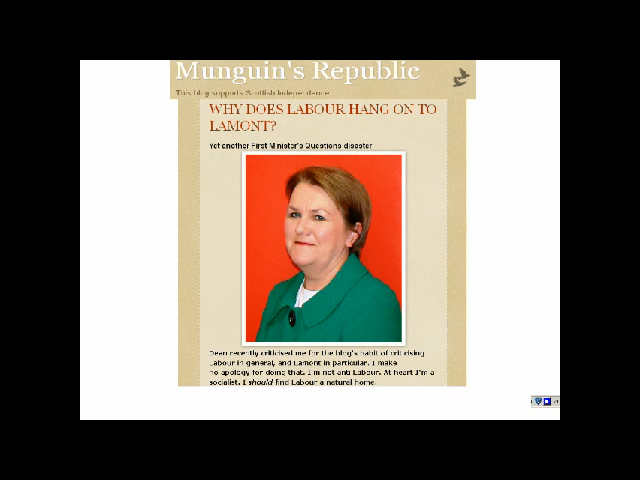 Munguin's Republic
This blog supports Scottish Independence
WHY DOES LABOUR HANG ON TO
LAMONT?
Yet another First Minister's Questions disaster
Dean recently criticised me for the blog's habit of criticising
Labour in general, and Lamont in particular. I make
no apology for doing that. I'm not anti Labour. At heart I'm a
socialist. I should find Labour a natural home.